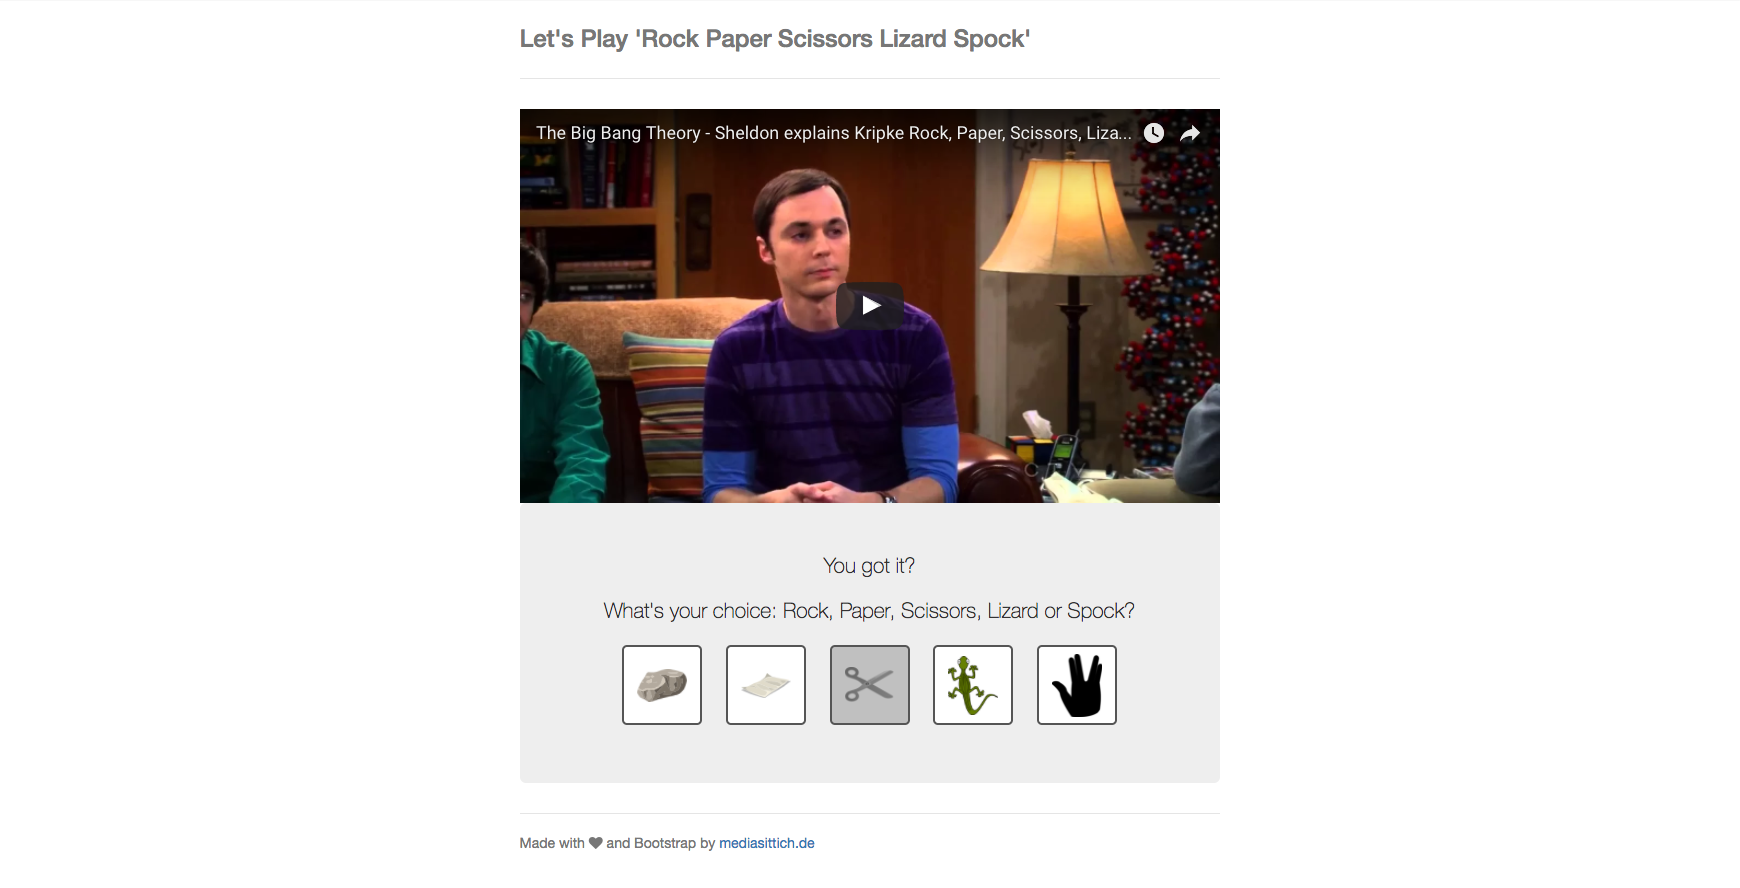 Let's Play 'Rock Paper Scissors Lizard Spock'
The Big Bang Theory - Sheldon explains Kripke Rock, Paper, Scissors, Liza...
You got it?
What's your choice: Rock, Paper, Scissors, Lizard or Spock?
Made with and Bootstrap by mediasittich.de